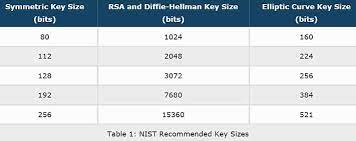 Symmetric Key Size RSA and Diffie-Hellman Key Size Elliptic Curve Key Size
(bits) (bits) (bits)
80 1024 160
112 2048 224
128 3072 256
192 7680 384
256 15360 521
Table 1: NIST Recommended Key Sizes